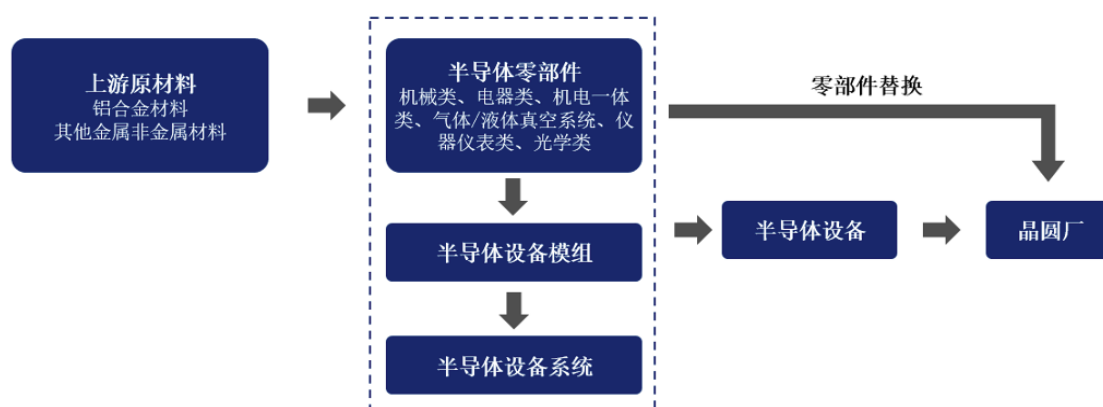 上游原材料
铝合金材料
其他金属非金属材料
半导体零部件
机械类、电器类、机电一体
类、气体/液体真空系统、仪
器仪表类、光学类
零部件替换
半导体设备模组
半导体设备
晶圆厂
半导体设备系统